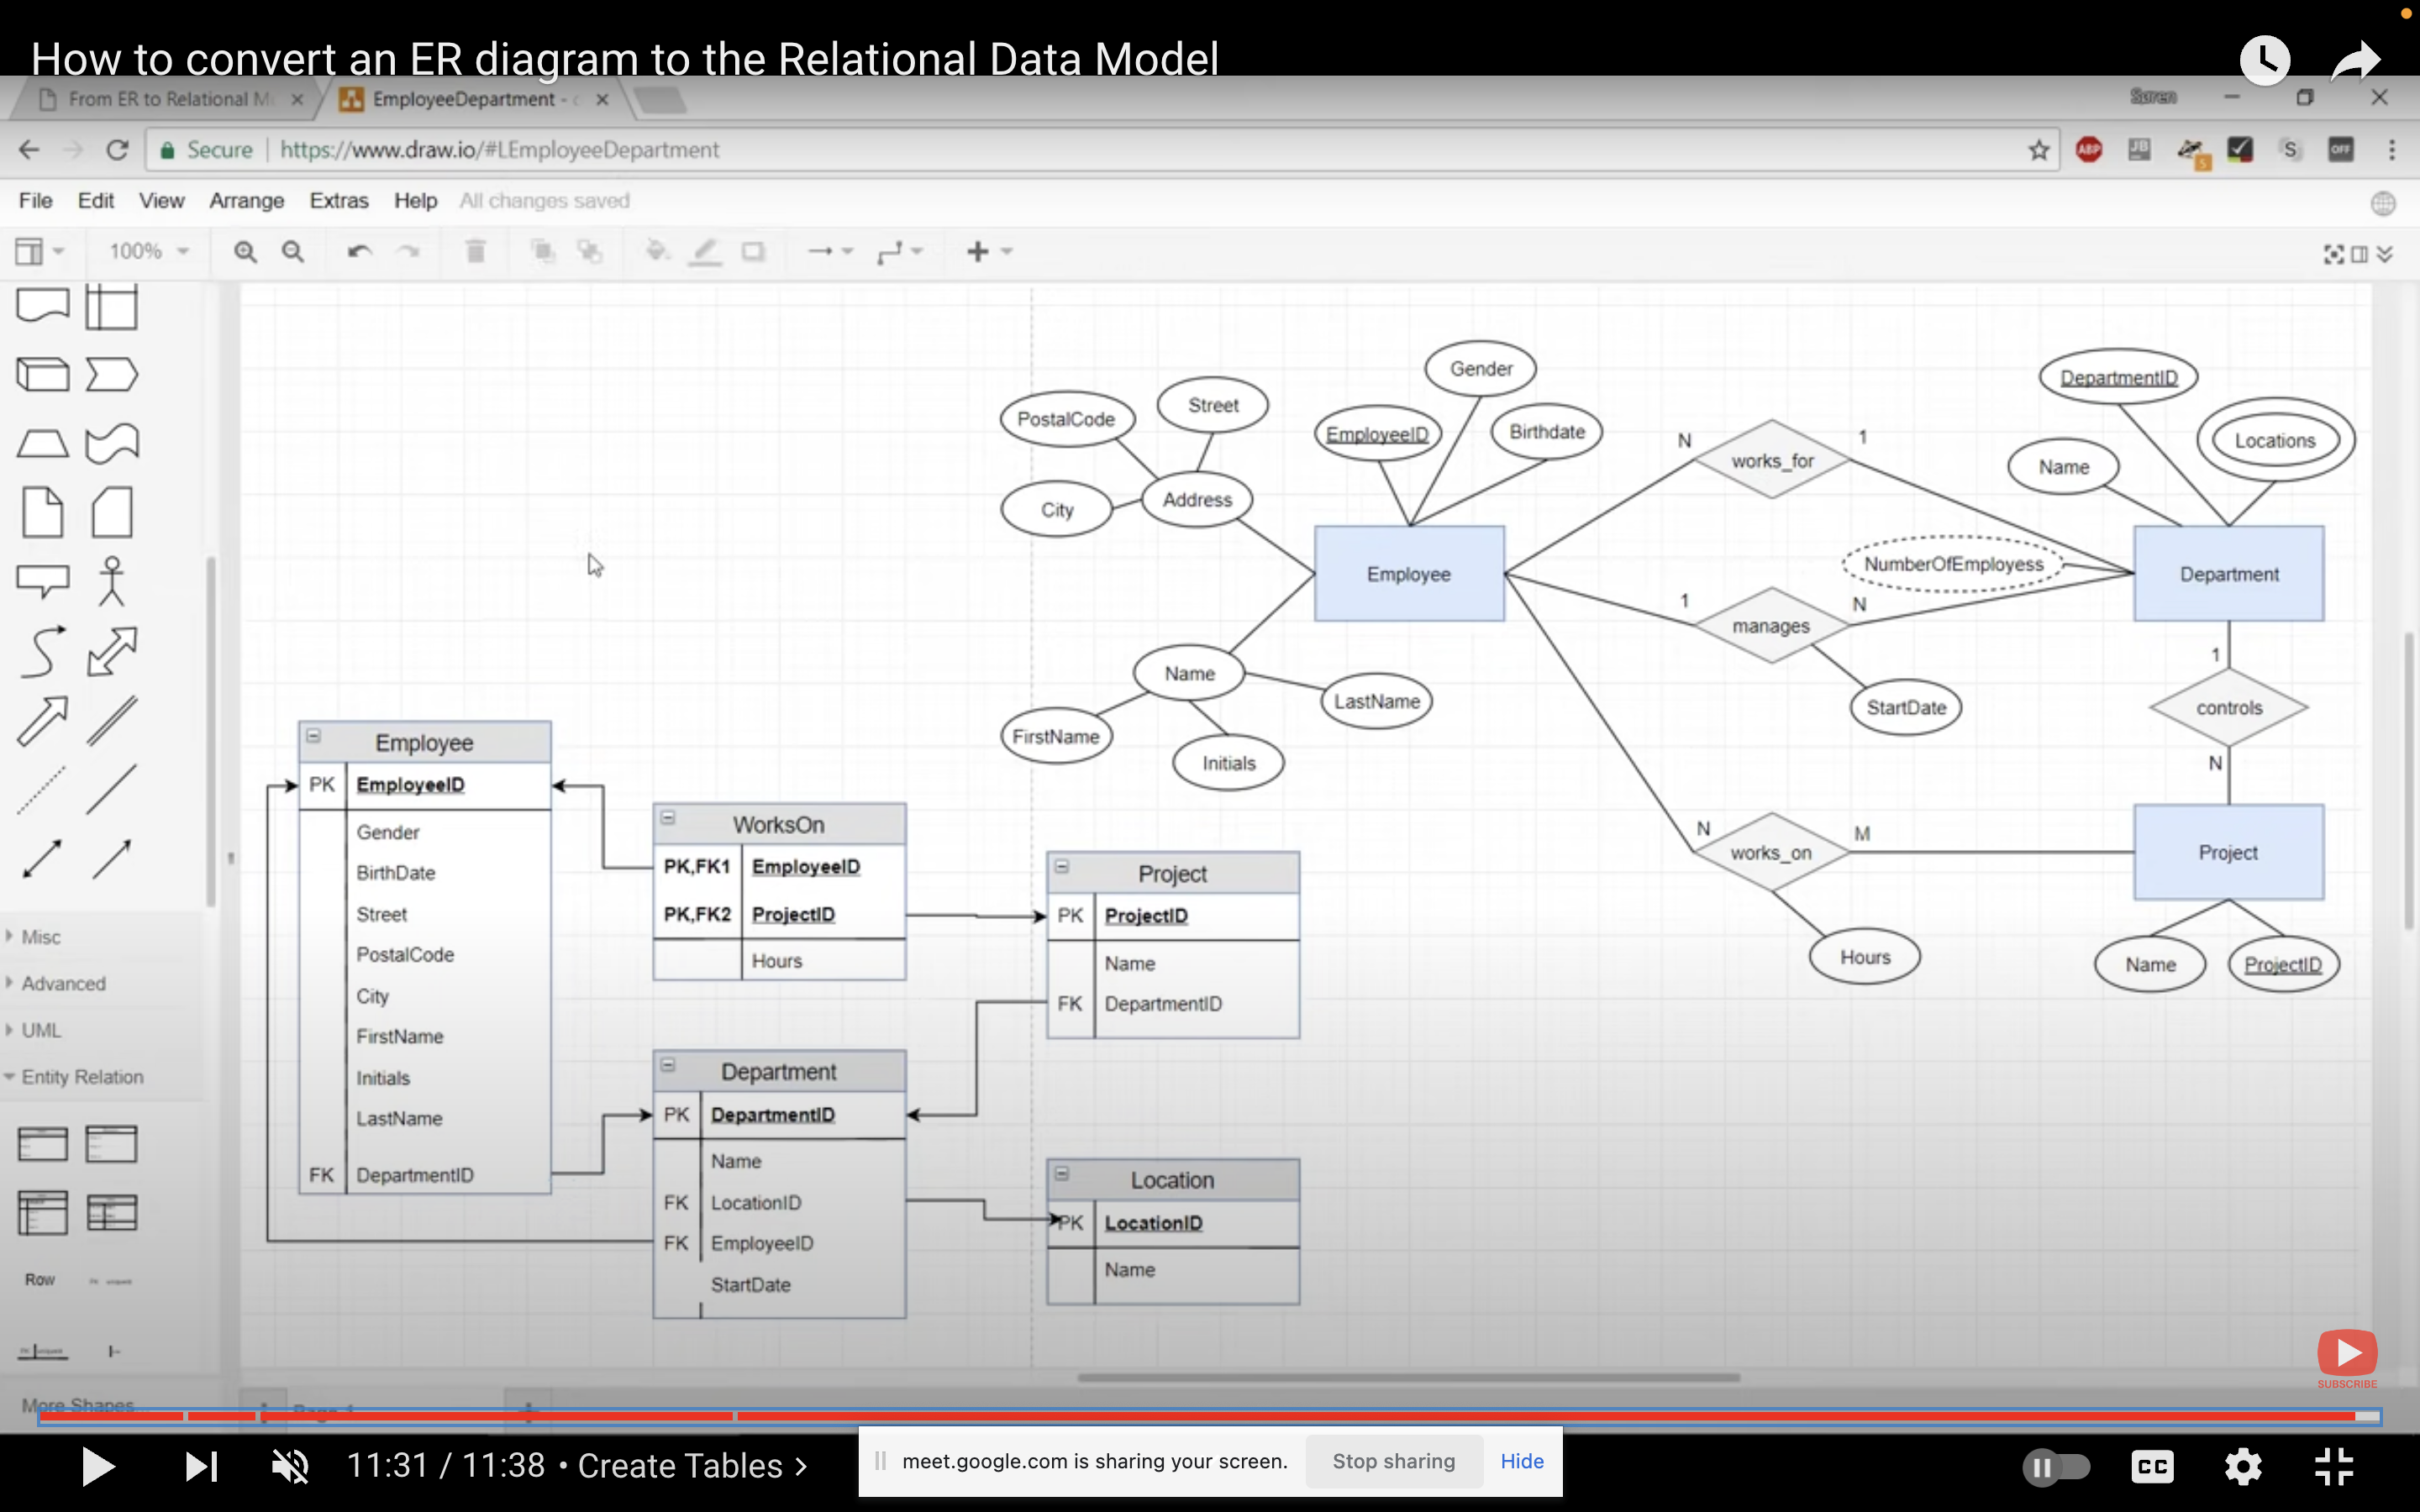 How to convert an ER diagram to the Relational Data Model
From ER to Relational M
EmployeeDepartment -
Søren
Secure
https://www.draw.io/#LEmployeeDepartment
ABP
JB
5
S
OFF
File Edit View Arrange Extras Help All changes saved
100%
Misc
Advanced
UML
Entity Relation
Row
More Shapes...
PostalCode
Street
City
Address
EmployeeID
Gender
Birthdate
Employee
Name
FirstName
Initials
LastName
N
works_for
1
1
manages
N
StartDate
NumberOfEmployess
DepartmentID
Name
Locations
Department
1
controls
N
N
works_on
M
Hours
Project
Name
ProjectID
Employee
PK EmployeeID
Gender
BirthDate
Street
PostalCode
City
FirstName
Initials
LastName
FK DepartmentID
WorksOn
PK,FK1 EmployeeID
PK,FK2 ProjectID
Hours
Project
PK ProjectID
Name
FK DepartmentID
Department
PK DepartmentID
Name
FK LocationID
FK EmployeeID
StartDate
Location
PK LocationID
Name
SUBSCRIBE
11:31 / 11:38 • Create Tables
meet.google.com is sharing your screen.
Stop sharing
Hide
CC